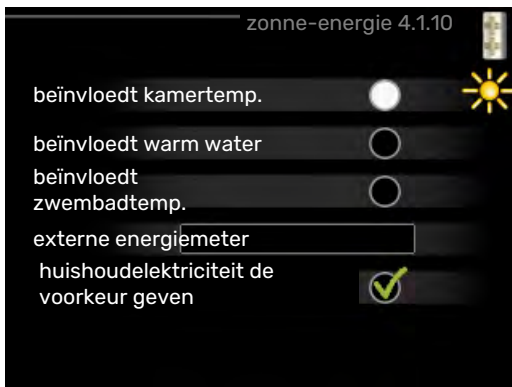 zonne-energie 4.1.10
beïnvloedt kamertemp.
beïnvloedt warm water
beïnvloedt
zwembadtemp.
externe energiemeter
huishoudelektriciteit de
voorkeur geven